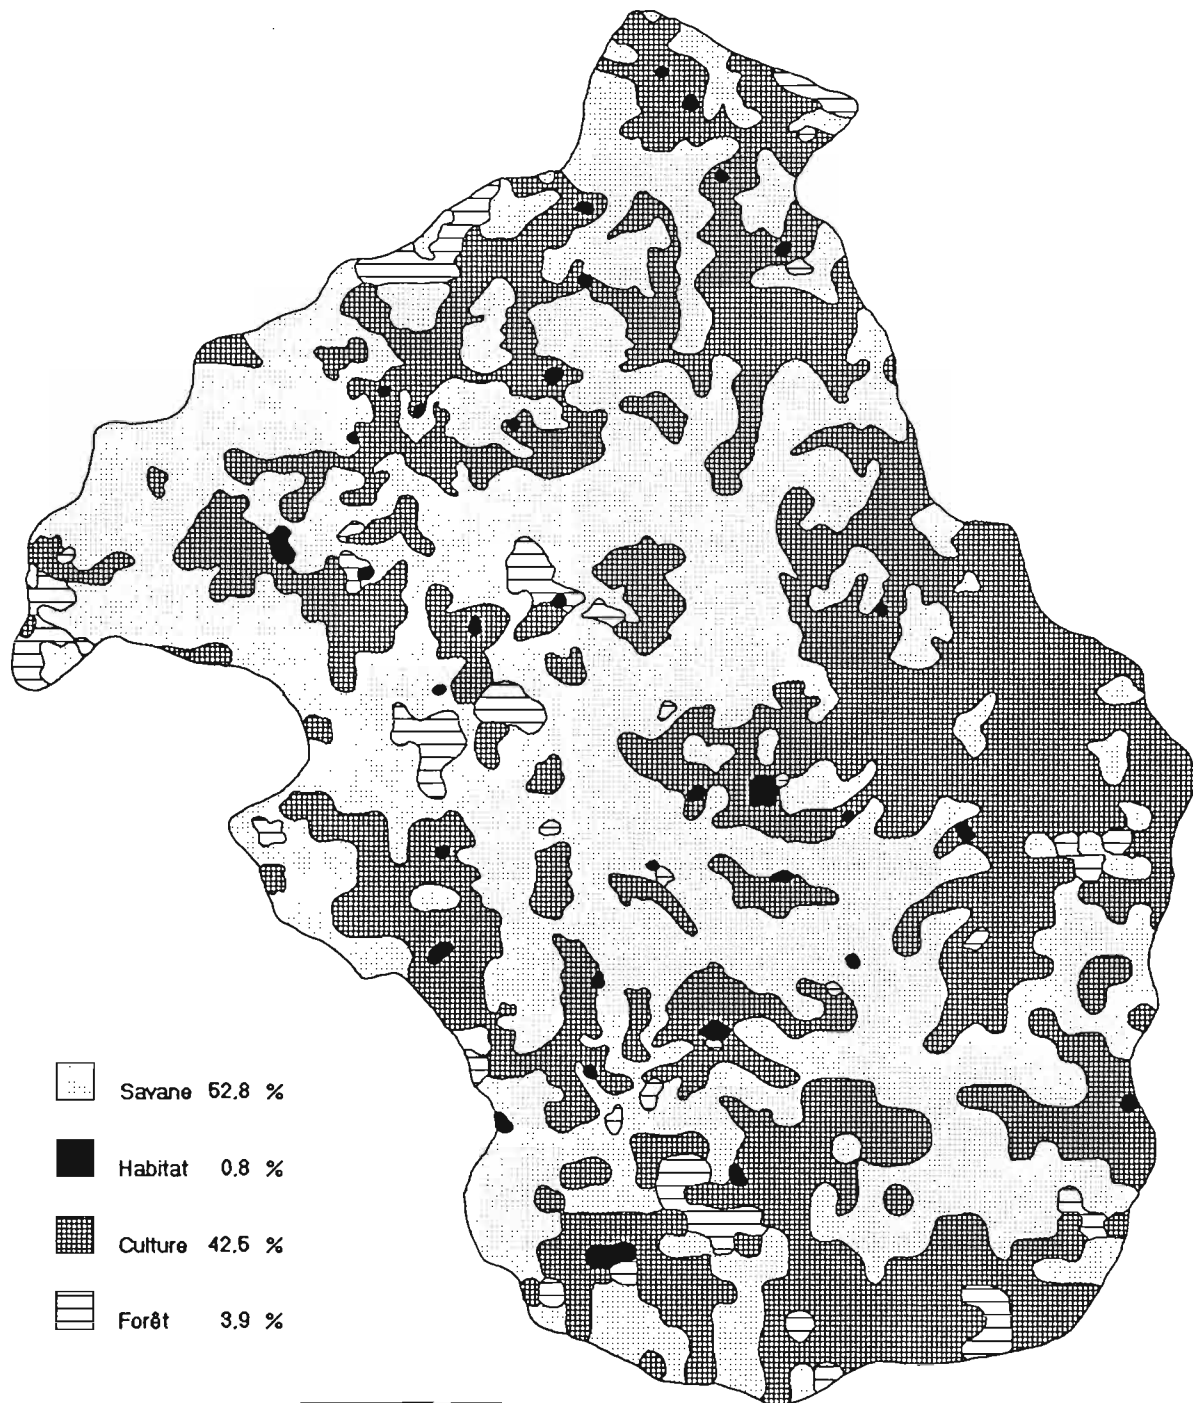 Savane 52,8 %
Habitat 0,8 %
Culture 42,5 %
Forêt 3,9 %